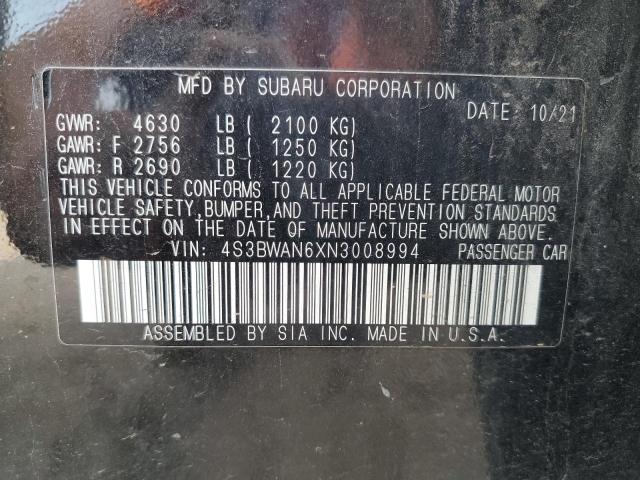 MFD BY SUBARU CORPORATION
DATE 10/21
GVWR: 4630 LB ( 2100 KG)
GAWR: F 2756 LB ( 1250 KG)
GAWR: R 2690 LB ( 1220 KG)
THIS VEHICLE CONFORMS TO ALL APPLICABLE FEDERAL MOTOR
VEHICLE SAFETY, BUMPER, AND THEFT PREVENTION STANDARDS
IN EFFECT ON THE DATE OF MANUFACTURE SHOWN ABOVE.
VIN: 4S3BWAN6XN3008994 PASSENGER CAR
ASSEMBLED BY SIA INC. MADE IN U.S.A.